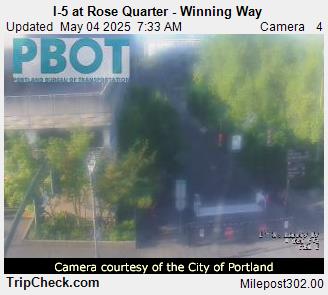 I-5 at Rose Quarter - Winning Way
Updated May 04 2025 7:33 AM Camera 4
PBOT
PORTLAND BUREAU OF TRANSPORTATION
Camera courtesy of the City of Portland
TripCheck.com Milepost302.00